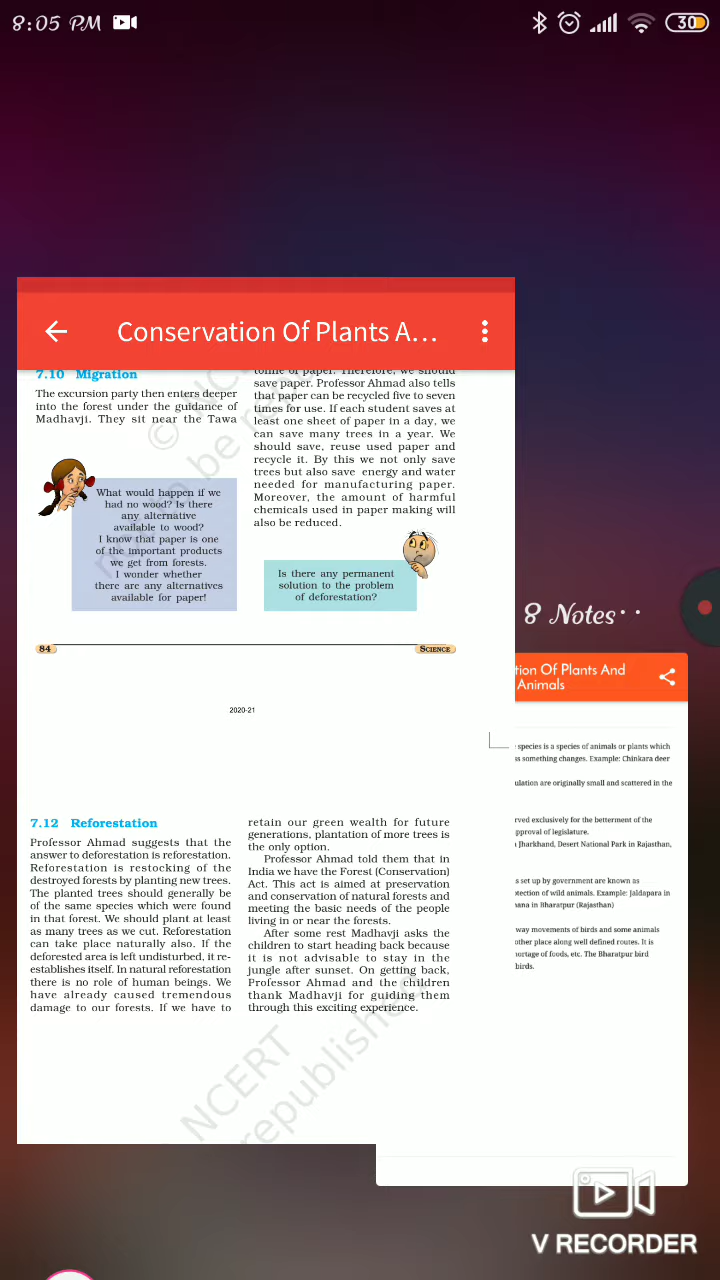 8:05 PM
30
Conservation Of Plants A...
7.10 Migration
The excursion party then enters deeper
into the forest under the guidance of
Madhavji. They sit near the Tawa
What would happen if we
had no wood? Is there
any alternative
available to wood?
I know that paper is one
of the important products
we get from forests.
I wonder whether
there are any alternatives
available for paper!
tonne of paper. Therefore, we should
save paper. Professor Ahmad also tells
that paper can be recycled five to seven
times for use. If each student saves at
least one sheet of paper in a day, we
can save many trees in a year. We
should save, reuse used paper and
recycle it. By this we not only save
trees but also save energy and water
needed for manufacturing paper.
Moreover, the amount of harmful
chemicals used in paper making will
also be reduced.
Is there any permanent
solution to the problem
of deforestation?
84
SCIENCE
2020-21
7.12 Reforestation
Professor Ahmad suggests that the
answer to deforestation is reforestation.
Reforestation is restocking of the
destroyed forests by planting new trees.
The planted trees should generally be
of the same species which were found
in that forest. We should plant at least
as many trees as we cut. Reforestation
can take place naturally also. If the
deforested area is left undisturbed, it re-
establishes itself. In natural reforestation
there is no role of human beings. We
have already caused tremendous
damage to our forests. If we have to
retain our green wealth for future
generations, plantation of more trees is
the only option.
Professor Ahmad told them that in
India we have the Forest (Conservation)
Act. This act is aimed at preservation
and conservation of natural forests and
meeting the basic needs of the people
living in or near the forests.
After some rest Madhavji asks the
children to start heading back because
it is not advisable to stay in the
jungle after sunset. On getting back,
Professor Ahmad and the children
thank Madhavji for guiding them
through this exciting experience.
© NCE
to be re
NCERT
republished
8 Notes··
tion Of Plants And
Animals
species is a species of animals or plants which
ss something changes. Example: Chinkara deer
ulation are originally small and scattered in the
rved exclusively for the betterment of the
pproval of legislature.
Jharkhand, Desert National Park in Rajasthan,
s set up by government are known as
tection of wild animals. Example: Jaldapara in
ana in Bharatpur (Rajasthan)
way movements of birds and some animals
other place along well defined routes. It is
ortage of foods, etc. The Bharatpur bird
birds.
V RECORDER